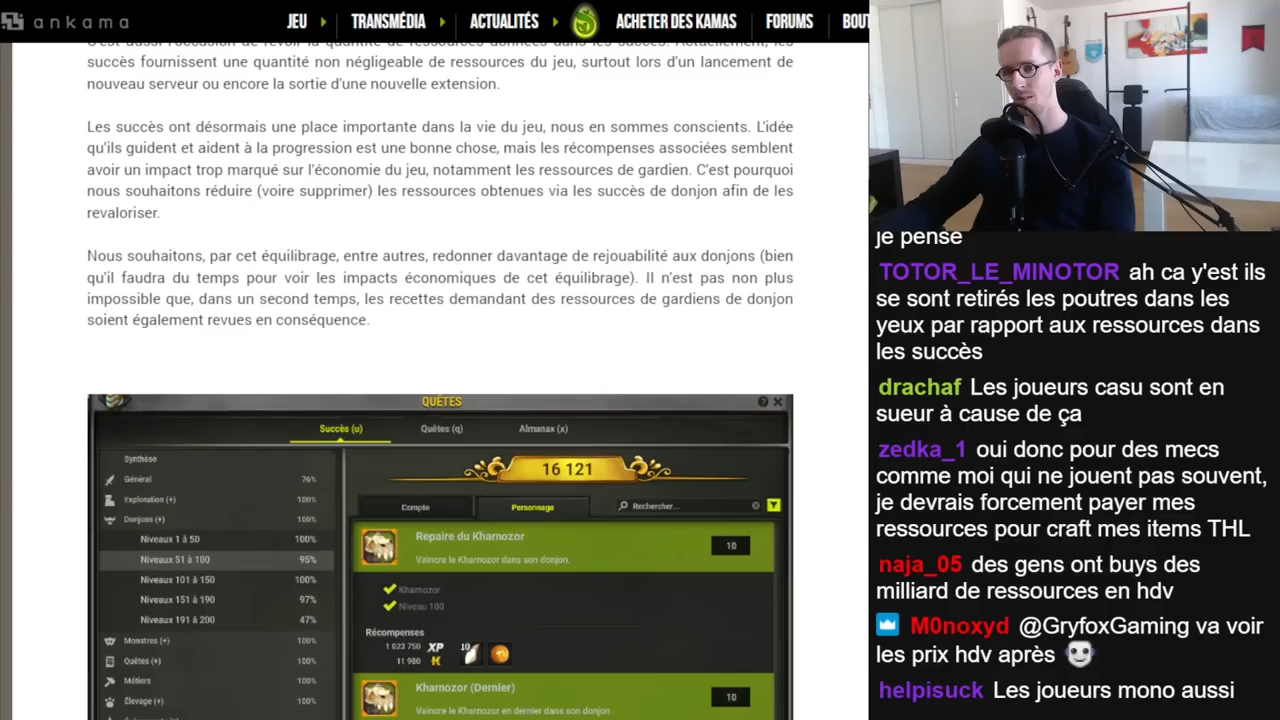 ankama
JEU
TRANSMÉDIA
ACTUALITÉS
ACHETER DES KAMAS
FORUMS
BOUT
C'est aussi l'occasion de revoir la quantité de ressources données dans les succès. Actuellement, les
succès fournissent une quantité non négligeable de ressources du jeu, surtout lors d'un lancement de
nouveau serveur ou encore la sortie d'une nouvelle extension.
Les succès ont désormais une place importante dans la vie du jeu, nous en sommes conscients. L'idée
qu'ils guident et aident à la progression est une bonne chose, mais les récompenses associées semblent
avoir un impact trop marqué sur l'économie du jeu, notamment les ressources de gardien. C'est pourquoi
nous souhaitons réduire (voire supprimer) les ressources obtenues via les succès de donjon afin de les
revaloriser.
Nous souhaitons, par cet équilibrage, entre autres, redonner davantage de rejouabilité aux donjons (bien
qu'il faudra du temps pour voir les impacts économiques de cet équilibrage). Il n'est pas non plus
impossible que, dans un second temps, les recettes demandant des ressources de gardiens de donjon
soient également revues en conséquence.
QUÊTES
Succès (u)
Quêtes (q)
Almanax (x)
Synthèse
Général 76%
Exploration (+) 100%
Donjons (+) 100%
Niveaux 1 à 50 100%
Niveaux 51 à 100 95%
Niveaux 101 à 150 100%
Niveaux 151 à 190 97%
Niveaux 191 à 200 47%
Monstres (+) 100%
Quêtes (+) 100%
Métiers 100%
Élevage (+) 100%
16 121
Compte
Personnage
Rechercher...
Repaire du Kharnozor
10
Vaincre le Kharnozor dans son donjon.
Kharnozor
Niveau 100
Récompenses
1 023 750 XP
11 980 K
10
Kharnozor (Dernier)
10
Vaincre le Kharnozor en dernier dans son donjon.
je pense
TOTOR_LE_MINOTOR ah ca y'est ils
se sont retirés les poutres dans les
yeux par rapport aux ressources dans
les succès
drachaf Les joueurs casu sont en
sueur à cause de ça
zedka_1 oui donc pour des mecs
comme moi qui ne jouent pas souvent,
je devrais forcement payer mes
ressources pour craft mes items THL
naja_05 des gens ont buys des
milliard de ressources en hdv
M0noxyd @GryfoxGaming va voir
les prix hdv après
helpisuck Les joueurs mono aussi